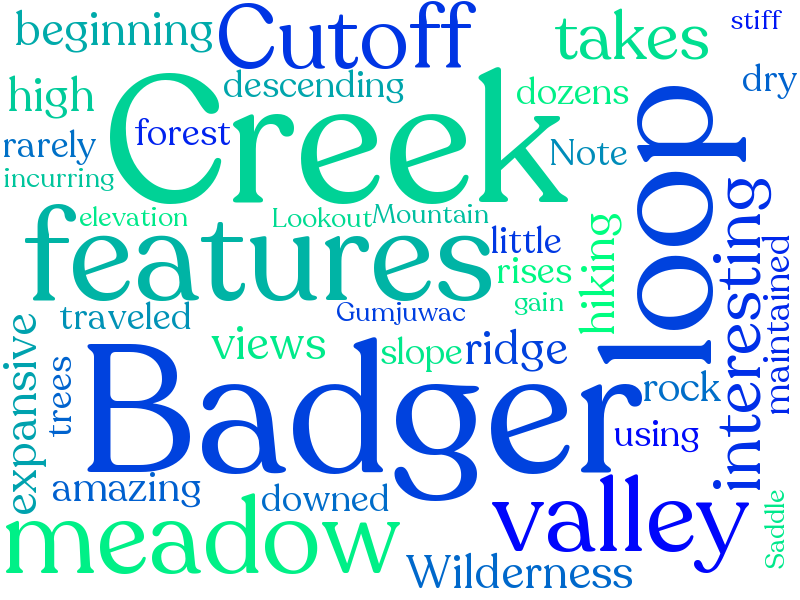 beginning
Cutoff
takes
stiff
high
descending
dozens
dry
Creek
forest
rarely
Note
incurring
loop
elevation
Lookout
Mountain
features
little
hiking
interesting
rises
gain
maintained
traveled
Gumjuwac
views
slope
ridge
expansive
trees
Badger
rock
using
amazing
downed
valley
meadow
Wilderness
Saddle